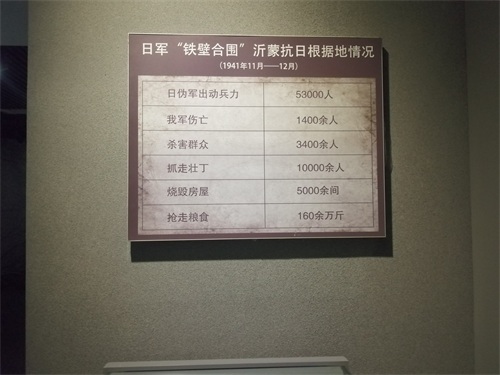 日军“铁壁合围”沂蒙抗日根据地情况
（1941年11月——12月）
日伪军出动兵力 53000人
我军伤亡 1400余人
杀害群众 3400余人
抓走壮丁 10000余人
烧毁房屋 5000余间
抢走粮食 160余万斤